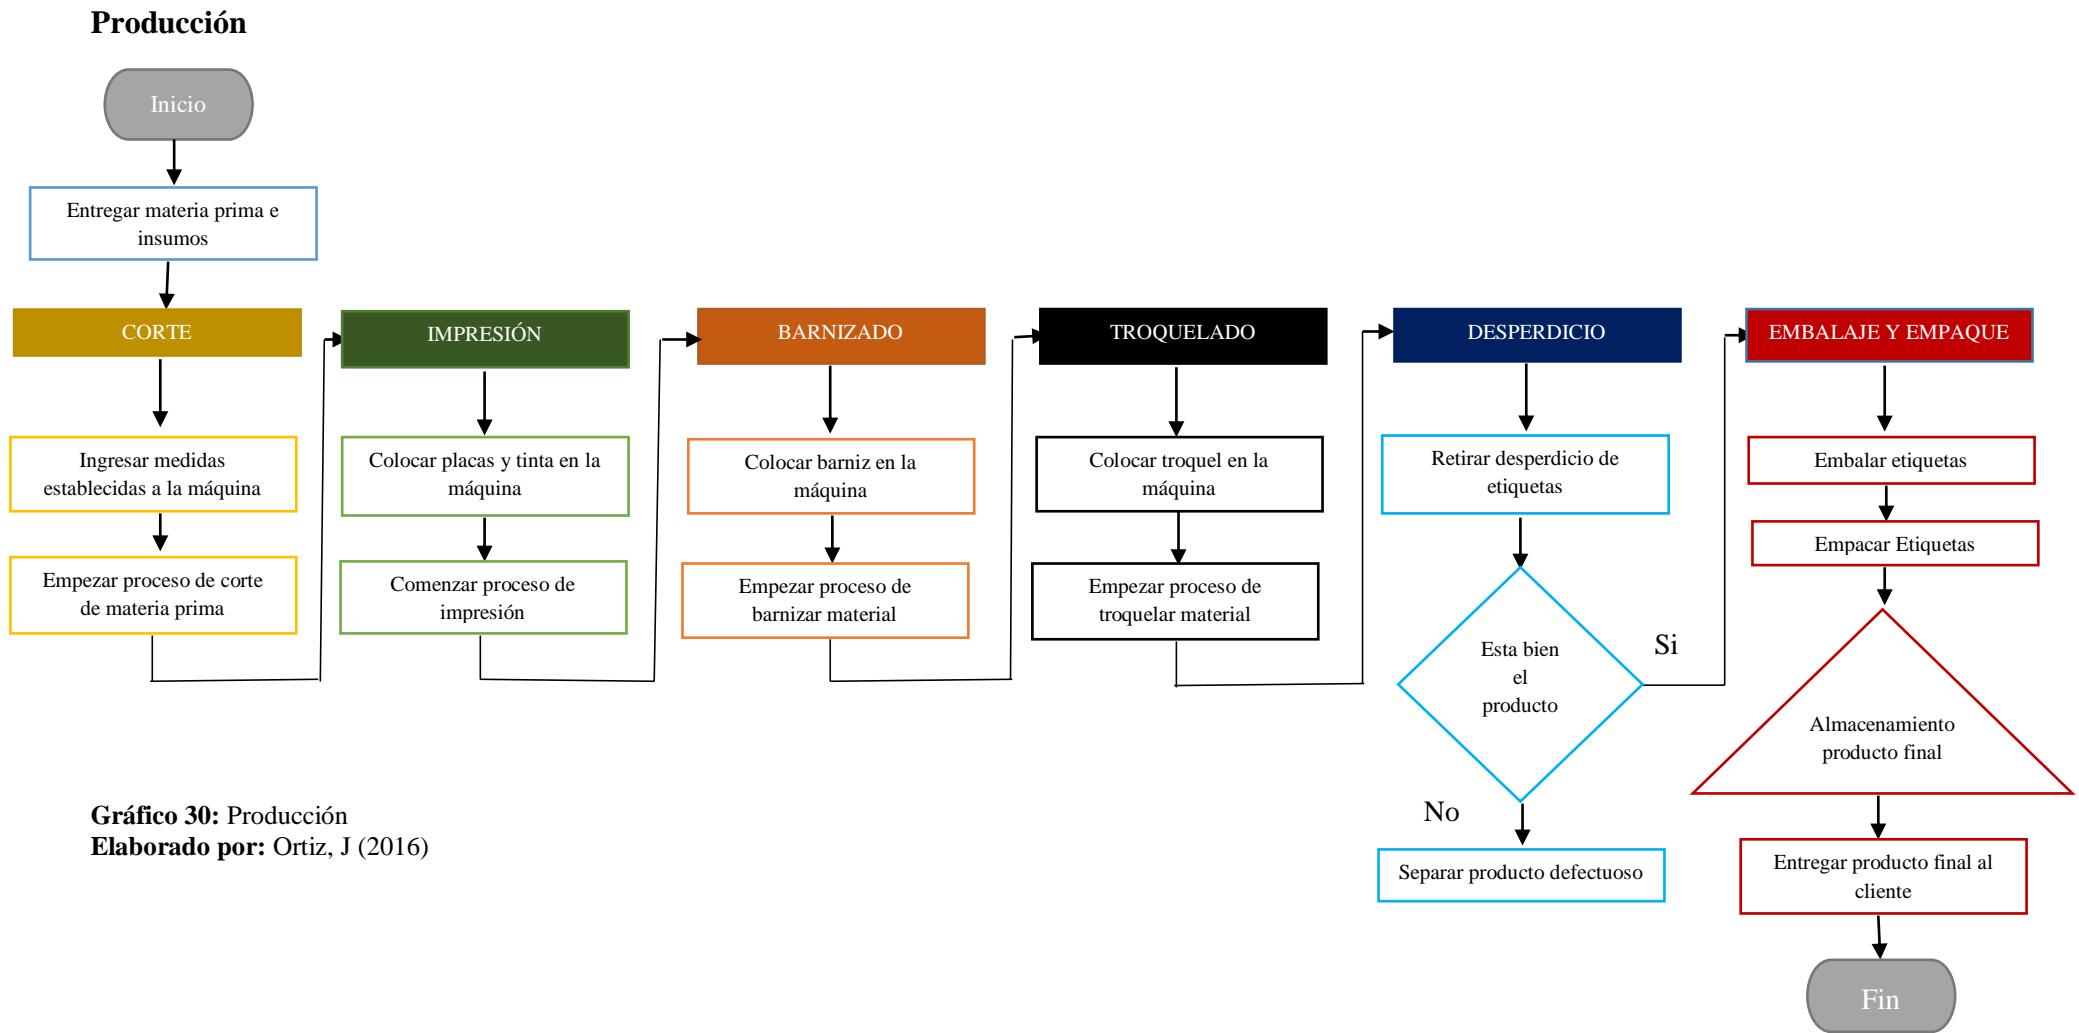 Producción
Inicio
Entregar materia prima e
insumos
CORTE
Ingresar medidas
establecidas a la máquina
Empezar proceso de corte
de materia prima
IMPRESIÓN
Colocar placas y tinta en la
máquina
Comenzar proceso de
impresión
BARNIZADO
Colocar barniz en la
máquina
Empezar proceso de
barnizar material
TROQUELADO
Colocar troquel en la
máquina
Empezar proceso de
troquelar material
DESPERDICIO
Retirar desperdicio de
etiquetas
Esta bien
el
producto
Si
No
Separar producto defectuoso
EMBALAJE Y EMPAQUE
Embalar etiquetas
Empacar Etiquetas
Almacenamiento
producto final
Entregar producto final al
cliente
Fin
Gráfico 30: Producción
Elaborado por: Ortiz, J (2016)